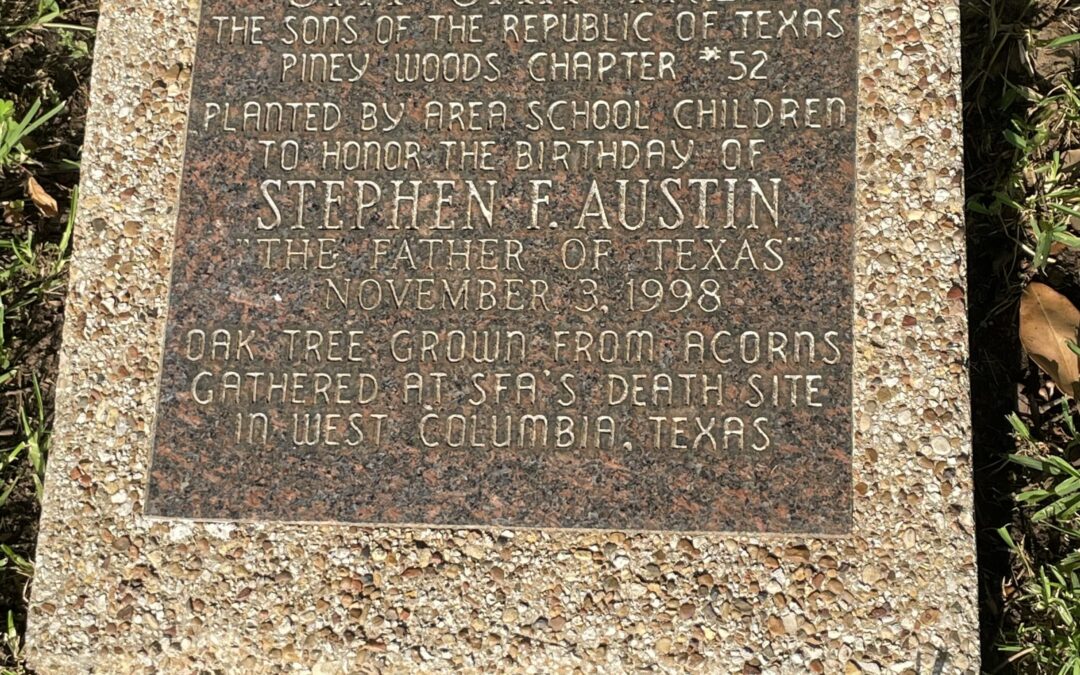 THE SONS OF THE REPUBLIC OF TEXAS
PINEY WOODS CHAPTER #52
PLANTED BY AREA SCHOOL CHILDREN
TO HONOR THE BIRTHDAY OF
STEPHEN F. AUSTIN
"THE FATHER OF TEXAS"
NOVEMBER 3, 1998
OAK TREE GROWN FROM ACORNS
GATHERED AT SFA'S DEATH SITE
IN WEST COLUMBIA, TEXAS